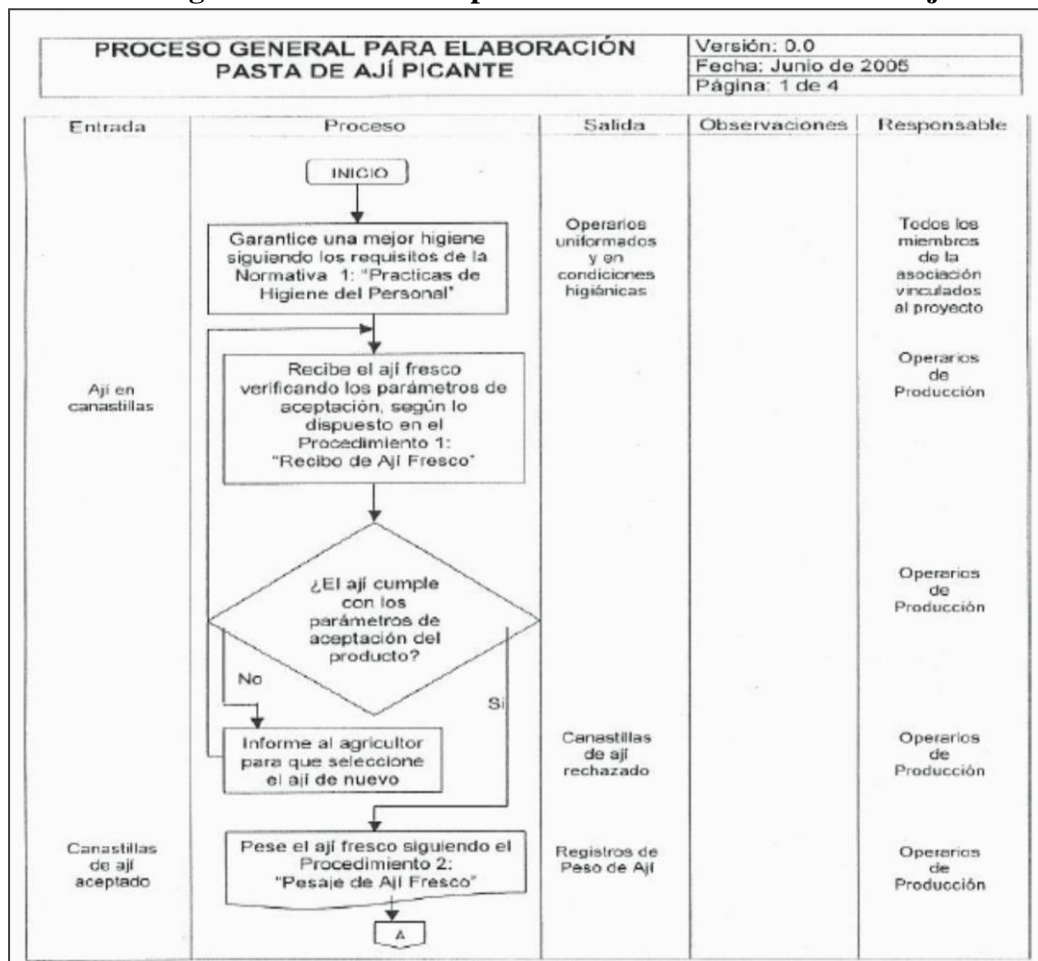 PROCESO GENERAL PARA ELABORACIÓN
PASTA DE AJÍ PICANTE
Versión: 0.0
Fecha: Junio de 2005
Página: 1 de 4
Entrada
Proceso
Salida
Observaciones
Responsable
INICIO
Garantice una mejor higiene
siguiendo los requisitos de la
Normativa 1: "Practicas de
Higiene del Personal"
Operarios
uniformados
y en
condiciones
higiánicas
Todos los
miembros
de la
asociación
vinculados
al proyecto
Ají en
canastillas
Recibe el ají fresco
verificando los parámetros de
aceptación, según lo
dispuesto en el
Procedimiento 1:
"Recibo de Ají Fresco"
Operarios
de
Producción
¿El ají cumple
con los
parámetros de
aceptación del
producto?
Operarios
de
Producción
No
Si
Informe al agricultor
para que seleccione
el ají de nuevo
Canastillas
de ají
rechazado
Operarios
de
Producción
Canastillas
de ají
aceptado
Pese el ají fresco siguiendo el
Procedimiento 2:
"Pesaje de Ají Fresco"
Registros de
Peso de Ají
Operarios
de
Producción
A